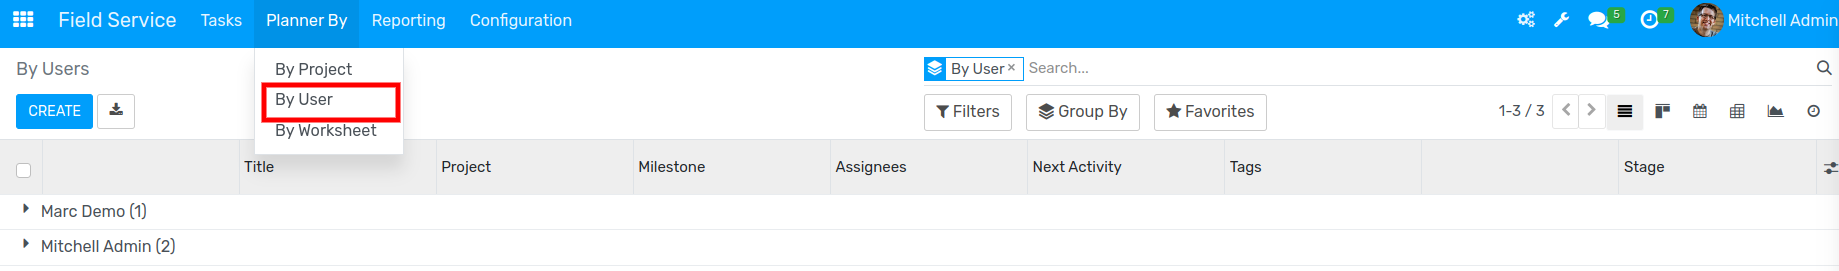 Field Service Tasks Planner By Reporting Configuration 5 7 Mitchell Admin
By Users
By Project
By User
By Worksheet
By User × Search...
CREATE
Filters Group By Favorites 1-3 / 3
Title Project Milestone Assignees Next Activity Tags Stage
Marc Demo (1)
Mitchell Admin (2)